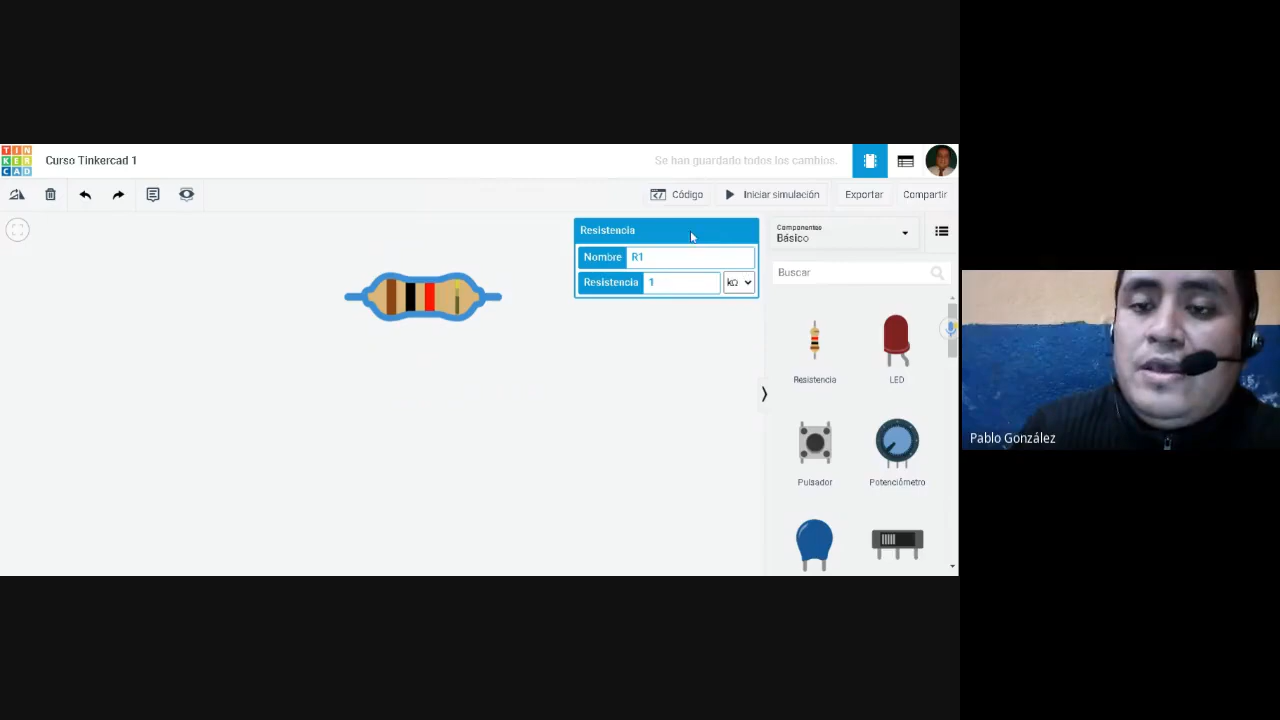 TIN
KER
CAD
Curso Tinkercad 1
Se han guardado todos los cambios.
Código
Iniciar simulación
Exportar
Compartir
Resistencia
Nombre R1
Resistencia 1 kΩ
Componentes
Básico
Buscar
Resistencia
LED
Pulsador
Potenciómetro
Pablo González